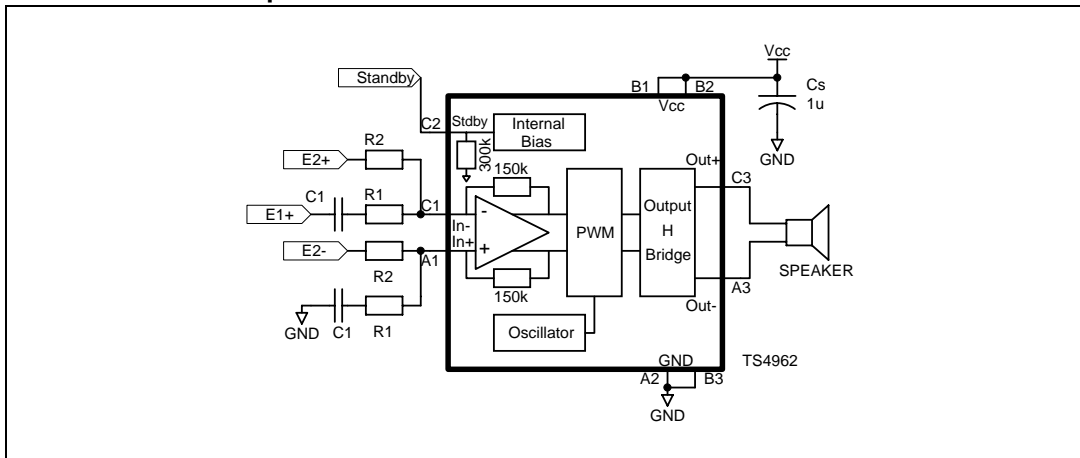 Vcc
Standby
B1
B2
Vcc
Cs
1u
C2
Stdby
Internal
Bias
GND
300k
R2
E2+
150k
Out+
C3
C1
R1
C1
E1+
In-
-
PWM
Output
H
Bridge
In+
+
E2-
A1
R2
SPEAKER
150k
A3
Out-
GND
C1
R1
Oscillator
GND
TS4962
A2
B3
GND